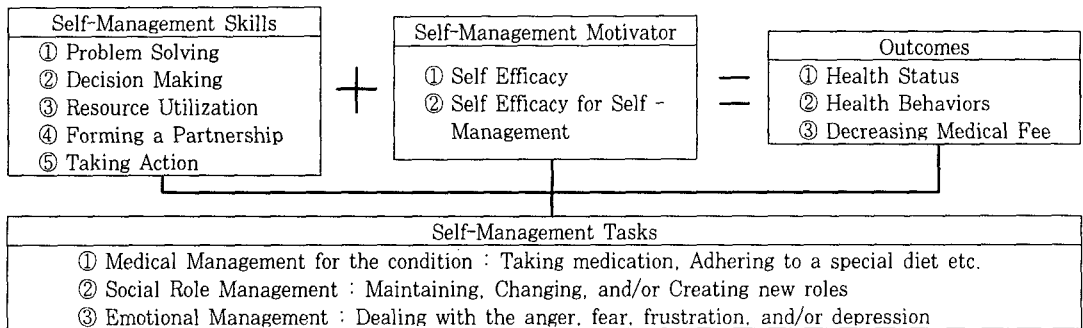 Self-Management Skills
① Problem Solving
② Decision Making
③ Resource Utilization
④ Forming a Partnership
⑤ Taking Action
+
Self-Management Motivator
① Self Efficacy
② Self Efficacy for Self -
Management
=
Outcomes
① Health Status
② Health Behaviors
③ Decreasing Medical Fee
Self-Management Tasks
① Medical Management for the condition : Taking medication, Adhering to a special diet etc.
② Social Role Management : Maintaining, Changing, and/or Creating new roles
③ Emotional Management : Dealing with the anger, fear, frustration, and/or depression